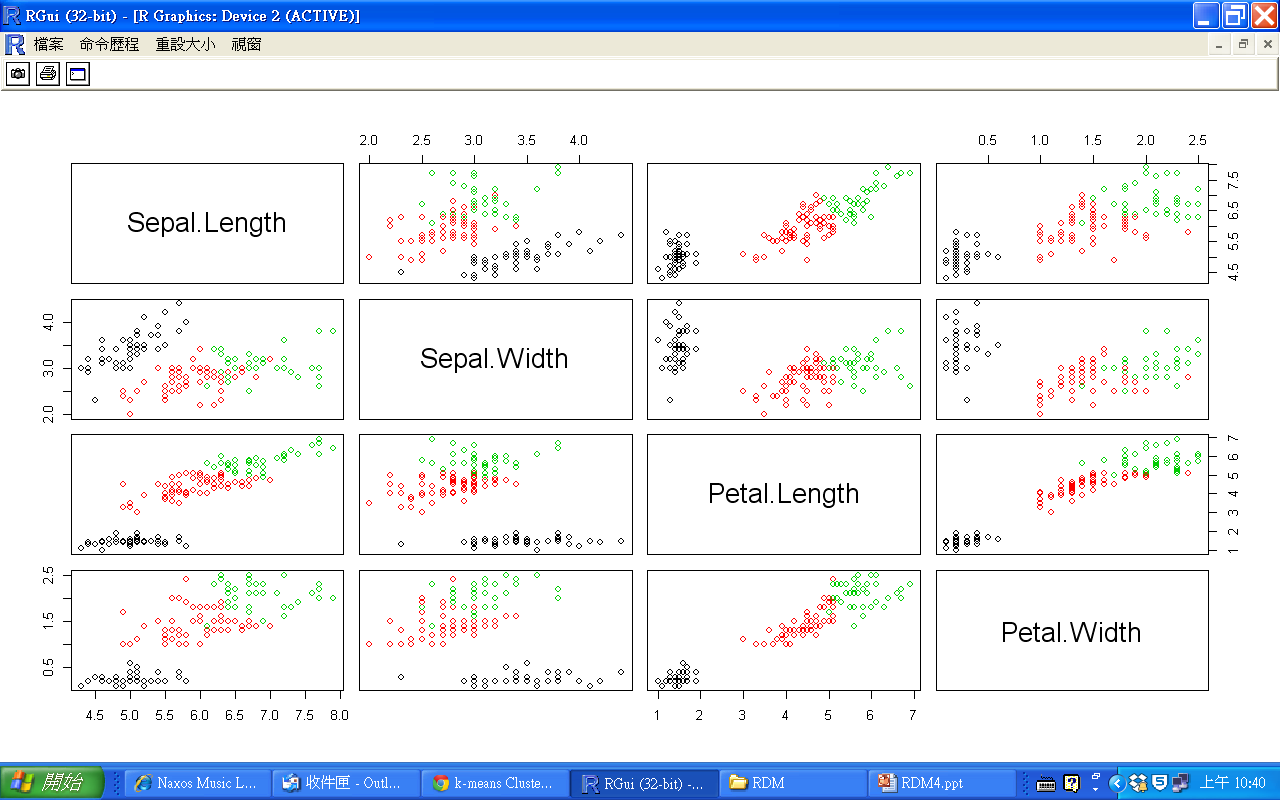 RGui (32-bit) - [R Graphics: Device 2 (ACTIVE)]
檔案 命令歷程 重設大小 視窗
2.0 2.5 3.0 3.5 4.0
0.5 1.0 1.5 2.0 2.5
Sepal.Length
4.5 5.5 6.5 7.5
2.0 3.0 4.0
Sepal.Width
Petal.Length
1 2 3 4 5 6 7
0.5 1.5 2.5
Petal.Width
4.5 5.0 5.5 6.0 6.5 7.0 7.5 8.0
1 2 3 4 5 6 7
開始 Naxos Music L... 收件匣 - Outl... k-means Cluste... RGui (32-bit) -... RDM RDM4.ppt 上午 10:40